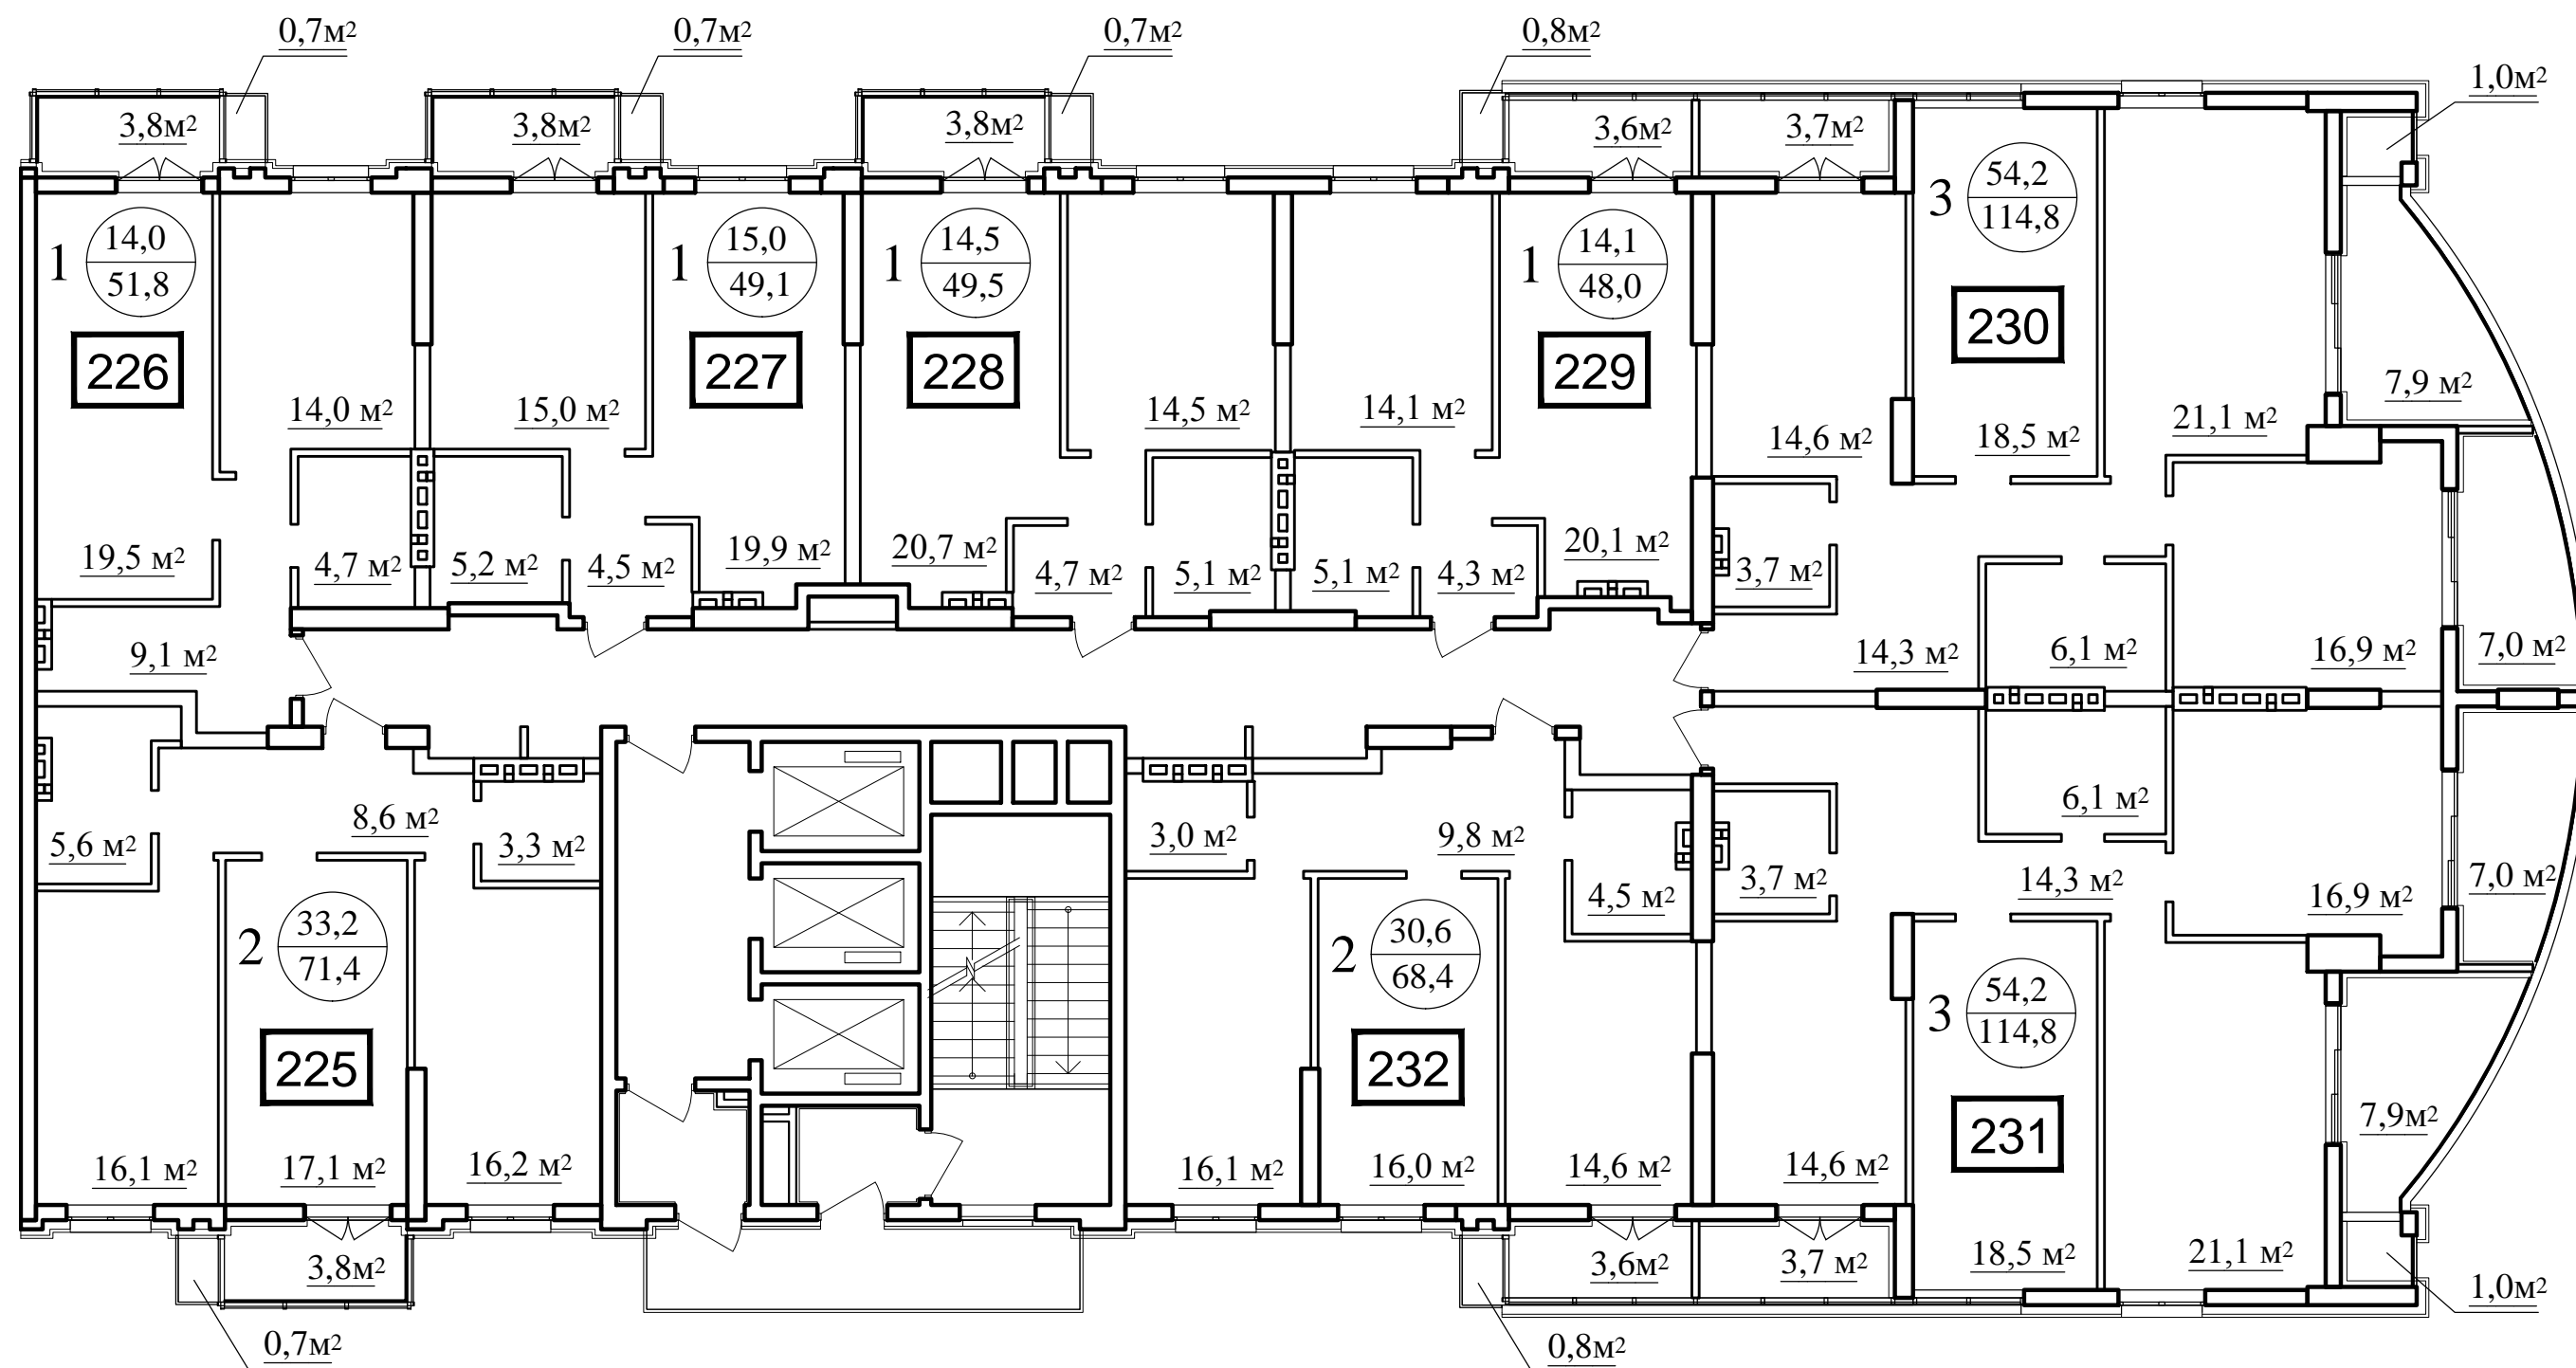 0,7м²
0,7м²
0,7м²
0,8м²
1,0м²
3,8м²
3,8м²
3,8м²
3,6м²
3,7м²
1
14,0
51,8
1
15,0
49,1
1
14,5
49,5
1
14,1
48,0
3
54,2
114,8
226
227
228
229
230
14,0 м²
15,0 м²
14,5 м²
14,1 м²
14,6 м²
18,5 м²
21,1 м²
7,9 м²
19,5 м²
4,7 м²
5,2 м²
4,5 м²
19,9 м²
20,7 м²
4,7 м²
5,1 м²
5,1 м²
4,3 м²
20,1 м²
3,7 м²
9,1 м²
14,3 м²
6,1 м²
16,9 м²
7,0 м²
5,6 м²
8,6 м²
3,3 м²
3,0 м²
9,8 м²
4,5 м²
3,7 м²
6,1 м²
14,3 м²
16,9 м²
7,0 м²
2
33,2
71,4
2
30,6
68,4
3
54,2
114,8
225
232
231
7,9м²
16,1 м²
17,1 м²
16,2 м²
16,1 м²
16,0 м²
14,6 м²
14,6 м²
3,8м²
3,6м²
3,7 м²
18,5 м²
21,1 м²
1,0м²
0,7м²
0,8м²